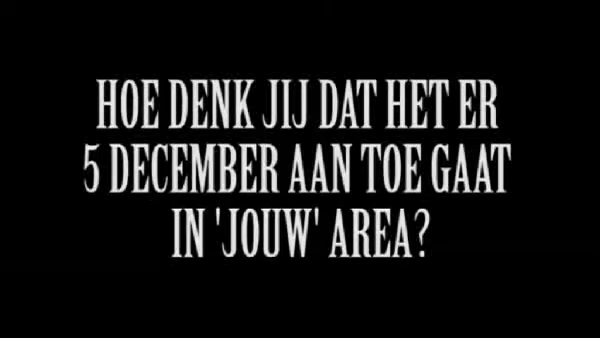 HOE DENK JIJ DAT HET ER
5 DECEMBER AAN TOE GAAT
IN 'JOUW' AREA?